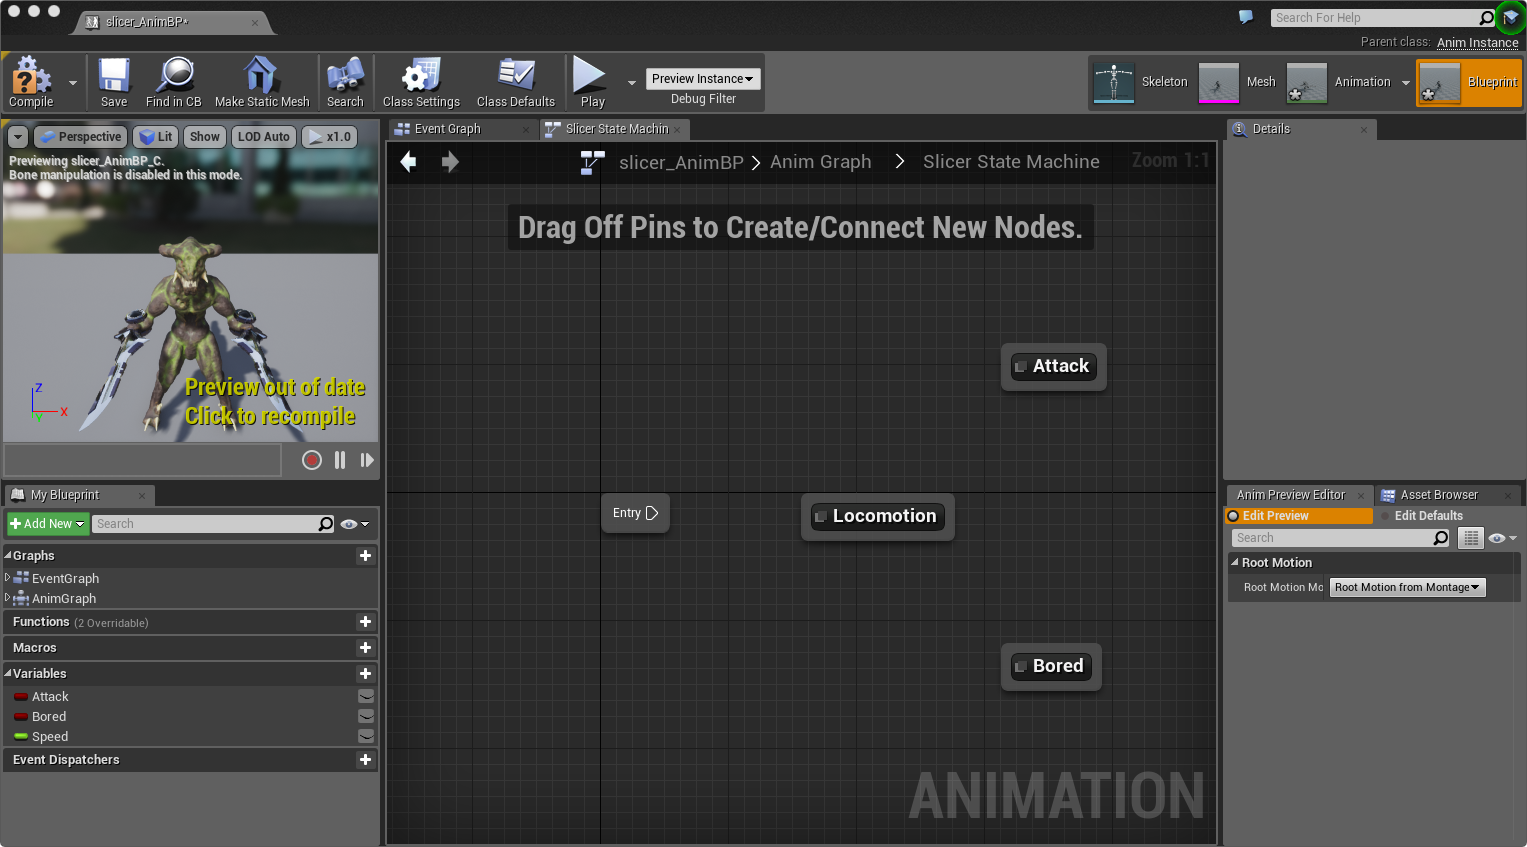 slicer_AnimBP*
Search For Help
Parent class: Anim Instance
Compile
Save
Find in CB
Make Static Mesh
Search
Class Settings
Class Defaults
Play
Preview Instance
Debug Filter
Skeleton
Mesh
Animation
Blueprint
Perspective
Lit
Show
LOD Auto
x1.0
Previewing slicer_AnimBP_C.
Bone manipulation is disabled in this mode.
Z
X
Y
Preview out of date
Click to recompile
My Blueprint
Add New
Search
Graphs
EventGraph
AnimGraph
Functions (2 Overridable)
Macros
Variables
Attack
Bored
Speed
Event Dispatchers
Event Graph
Slicer State Machin
slicer_AnimBP > Anim Graph > Slicer State Machine
Zoom 1:1
Drag Off Pins to Create/Connect New Nodes.
Attack
Entry
Locomotion
Bored
ANIMATION
Details
Anim Preview Editor
Asset Browser
Edit Preview
Edit Defaults
Search
Root Motion
Root Motion Mo
Root Motion from Montage